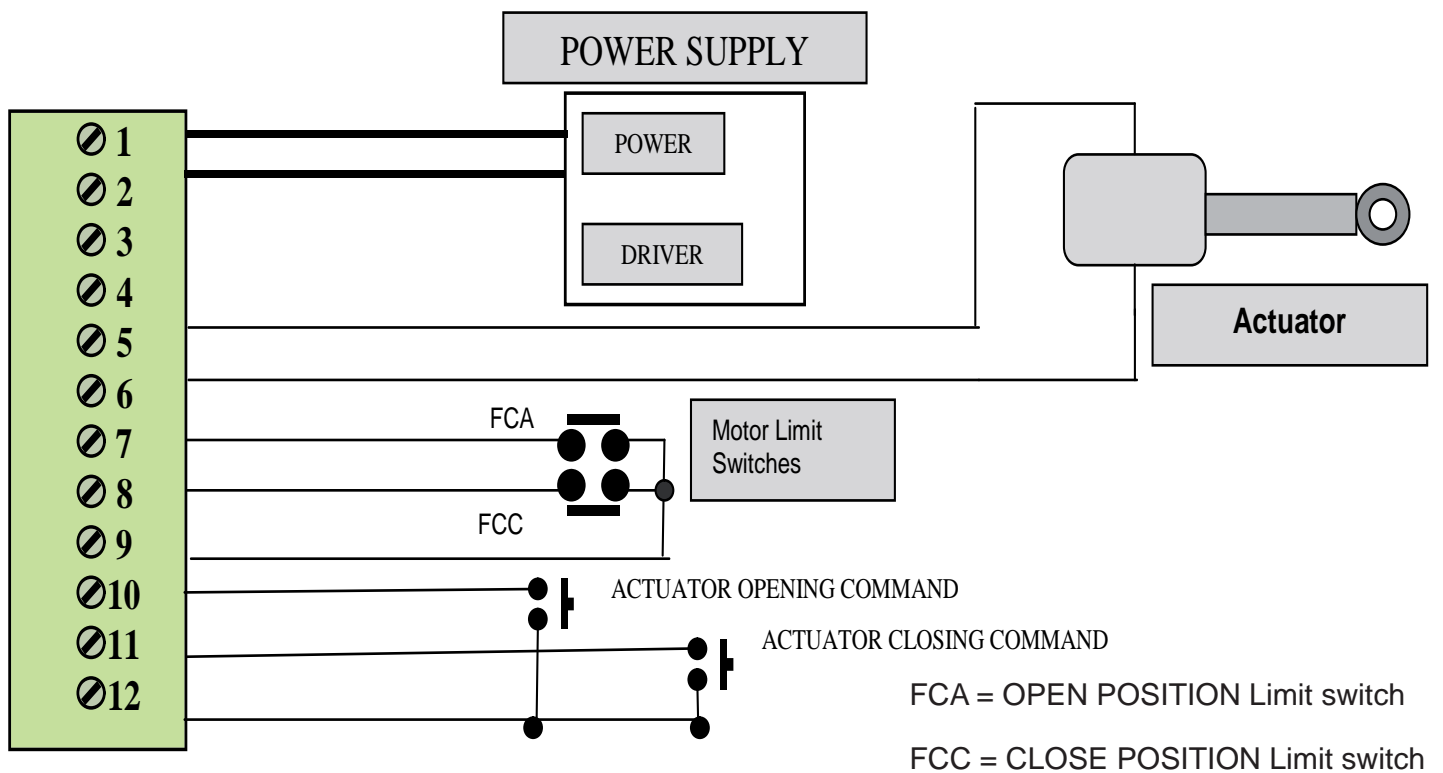 POWER SUPPLY
1
2
3
4
5
6
7
8
9
10
11
12
POWER
DRIVER
Actuator
FCA
Motor Limit
Switches
FCC
ACTUATOR OPENING COMMAND
ACTUATOR CLOSING COMMAND
FCA = OPEN POSITION Limit switch
FCC = CLOSE POSITION Limit switch